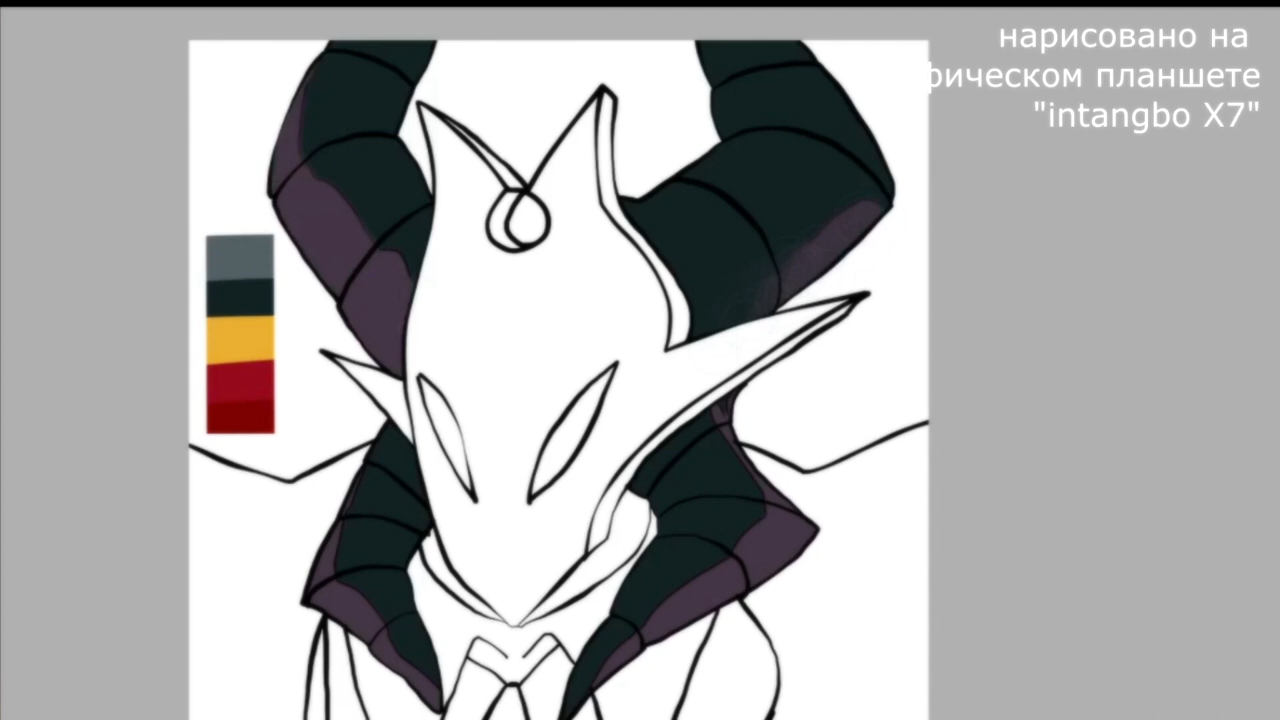 нарисовано на
фическом планшете
"intangbo X7"